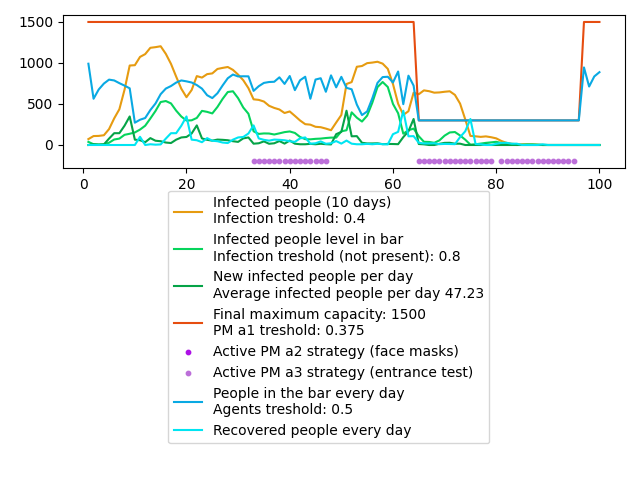 1500
1000
500
0
0
20
40
60
80
100
Infected people (10 days)
Infection treshold: 0.4
Infected people level in bar
Infection treshold (not present): 0.8
New infected people per day
Average infected people per day 47.23
Final maximum capacity: 1500
PM a1 treshold: 0.375
Active PM a2 strategy (face masks)
Active PM a3 strategy (entrance test)
People in the bar every day
Agents treshold: 0.5
Recovered people every day